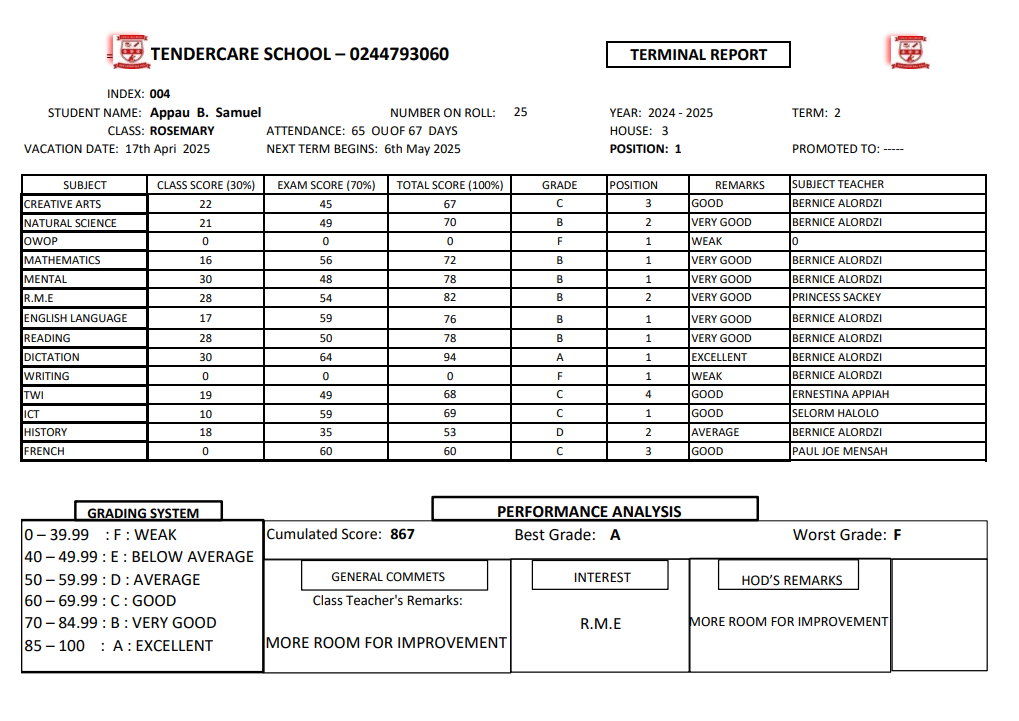 TENDERCARE SCHOOL – 0244793060
TERMINAL REPORT
INDEX: 004
STUDENT NAME: Appau B. Samuel NUMBER ON ROLL: 25 YEAR: 2024 - 2025 TERM: 2
CLASS: ROSEMARY ATTENDANCE: 65 OU OF 67 DAYS HOUSE: 3
VACATION DATE: 17th Apri 2025 NEXT TERM BEGINS: 6th May 2025 POSITION: 1 PROMOTED TO: -----
SUBJECT CLASS SCORE (30%) EXAM SCORE (70%) TOTAL SCORE (100%) GRADE POSITION REMARKS SUBJECT TEACHER
CREATIVE ARTS 22 45 67 C 3 GOOD BERNICE ALORDZI
NATURAL SCIENCE 21 49 70 B 2 VERY GOOD BERNICE ALORDZI
OWOP 0 0 0 F 1 WEAK 0
MATHEMATICS 16 56 72 B 1 VERY GOOD BERNICE ALORDZI
MENTAL 30 48 78 B 1 VERY GOOD BERNICE ALORDZI
R.M.E 28 54 82 B 2 VERY GOOD PRINCESS SACKEY
ENGLISH LANGUAGE 17 59 76 B 1 VERY GOOD BERNICE ALORDZI
READING 28 50 78 B 1 VERY GOOD BERNICE ALORDZI
DICTATION 30 64 94 A 1 EXCELLENT BERNICE ALORDZI
WRITING 0 0 0 F 1 WEAK BERNICE ALORDZI
TWI 19 49 68 C 4 GOOD ERNESTINA APPIAH
ICT 10 59 69 C 1 GOOD SELORM HALOLO
HISTORY 18 35 53 D 2 AVERAGE BERNICE ALORDZI
FRENCH 0 60 60 C 3 GOOD PAUL JOE MENSAH
GRADING SYSTEM
0 – 39.99 : F : WEAK
40 – 49.99 : E : BELOW AVERAGE
50 – 59.99 : D : AVERAGE
60 – 69.99 : C : GOOD
70 – 84.99 : B : VERY GOOD
85 – 100 : A : EXCELLENT
PERFORMANCE ANALYSIS
Cumulated Score: 867 Best Grade: A Worst Grade: F
GENERAL COMMETS
Class Teacher's Remarks:
MORE ROOM FOR IMPROVEMENT
INTEREST
R.M.E
HOD'S REMARKS
MORE ROOM FOR IMPROVEMENT